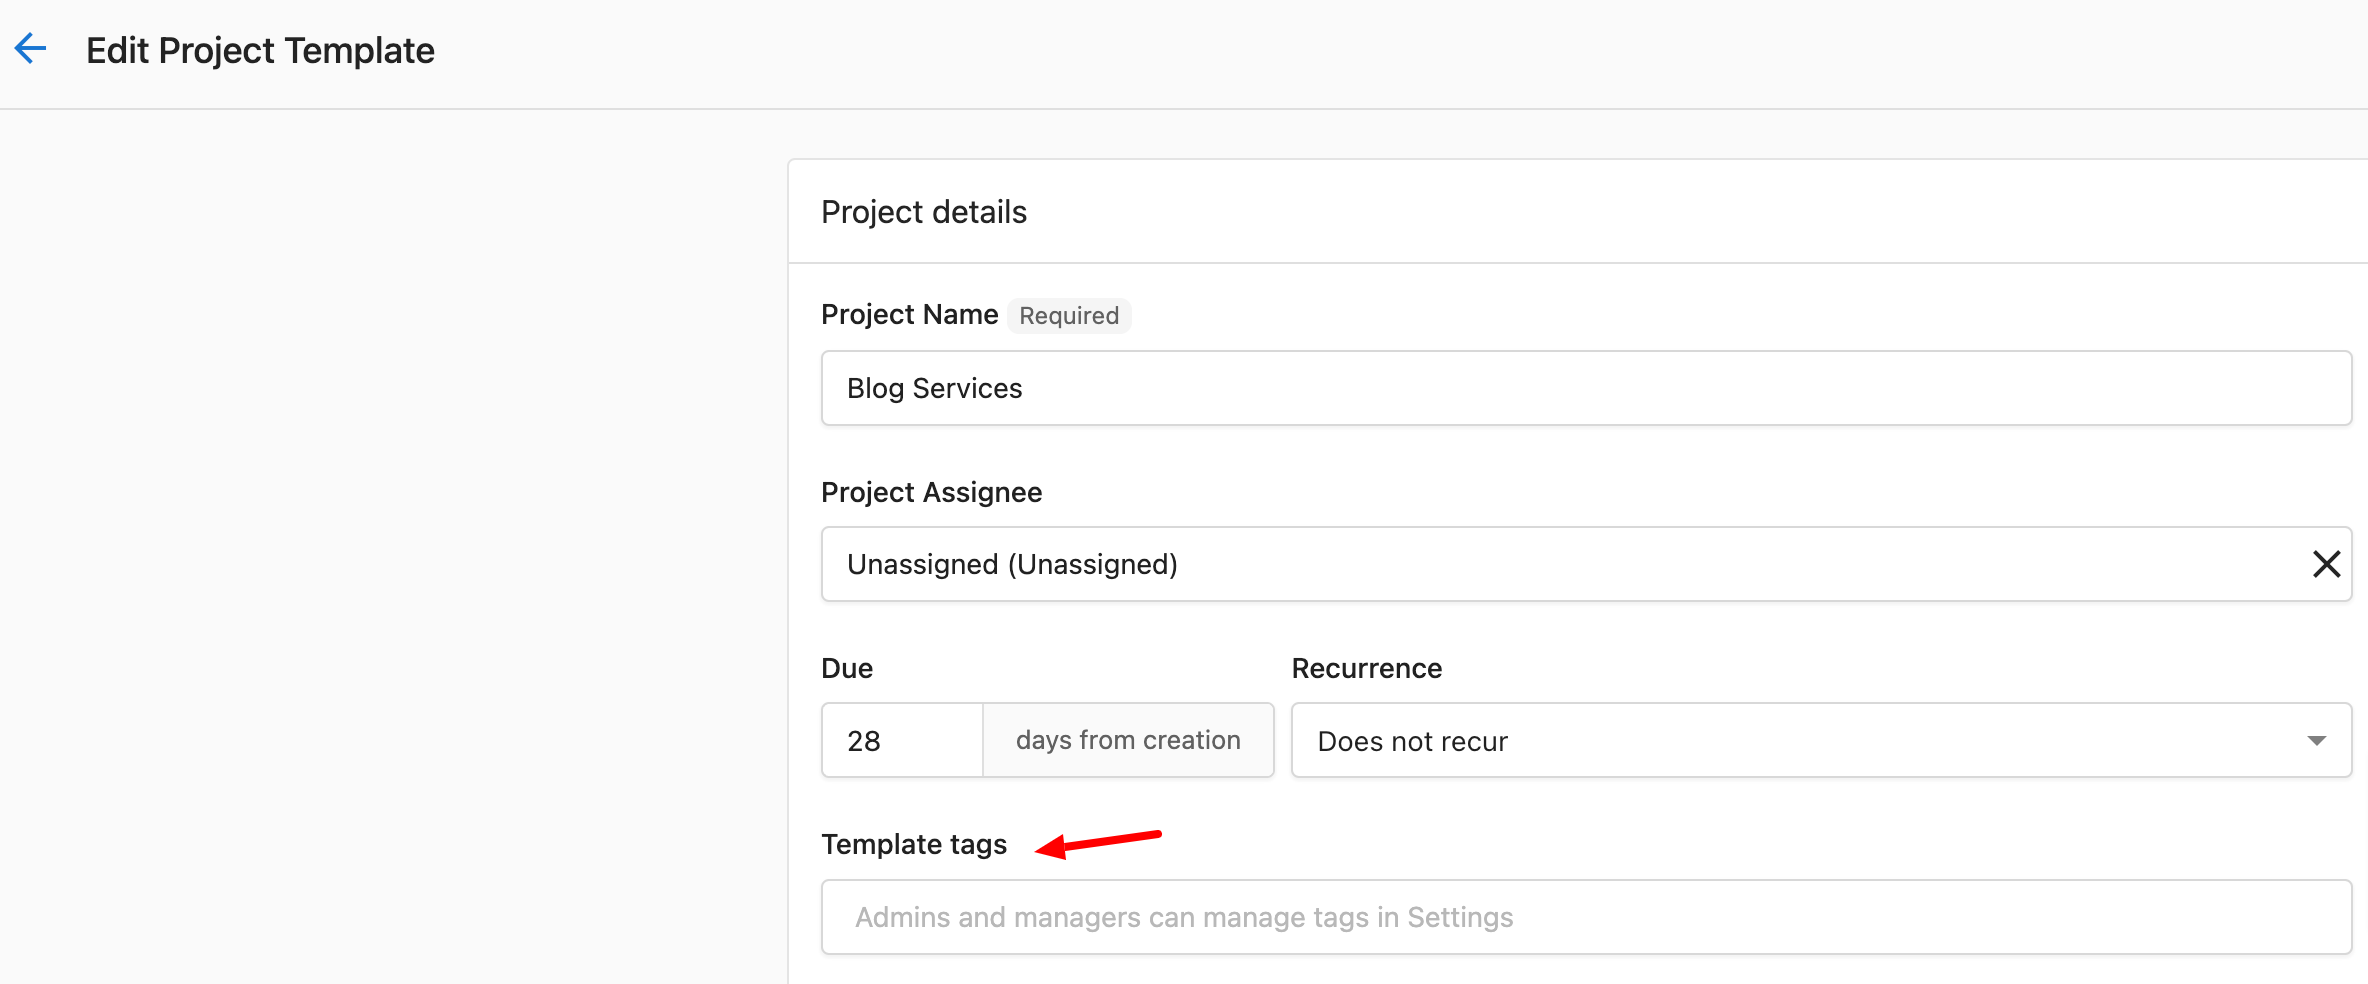 Edit Project Template
Project details
Project Name Required
Blog Services
Project Assignee
Unassigned (Unassigned)
Due Recurrence
28 days from creation Does not recur
Template tags
Admins and managers can manage tags in Settings